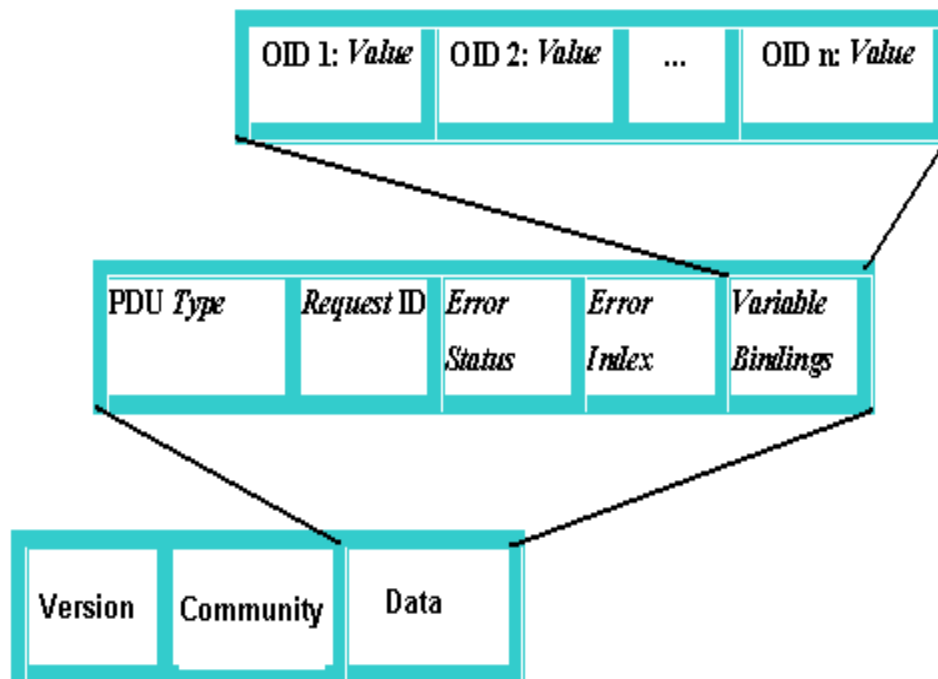 OID 1: Value OID 2: Value ... OID n: Value
PDU Type Request ID Error Error Variable
Status Index Bindings
Version Community Data